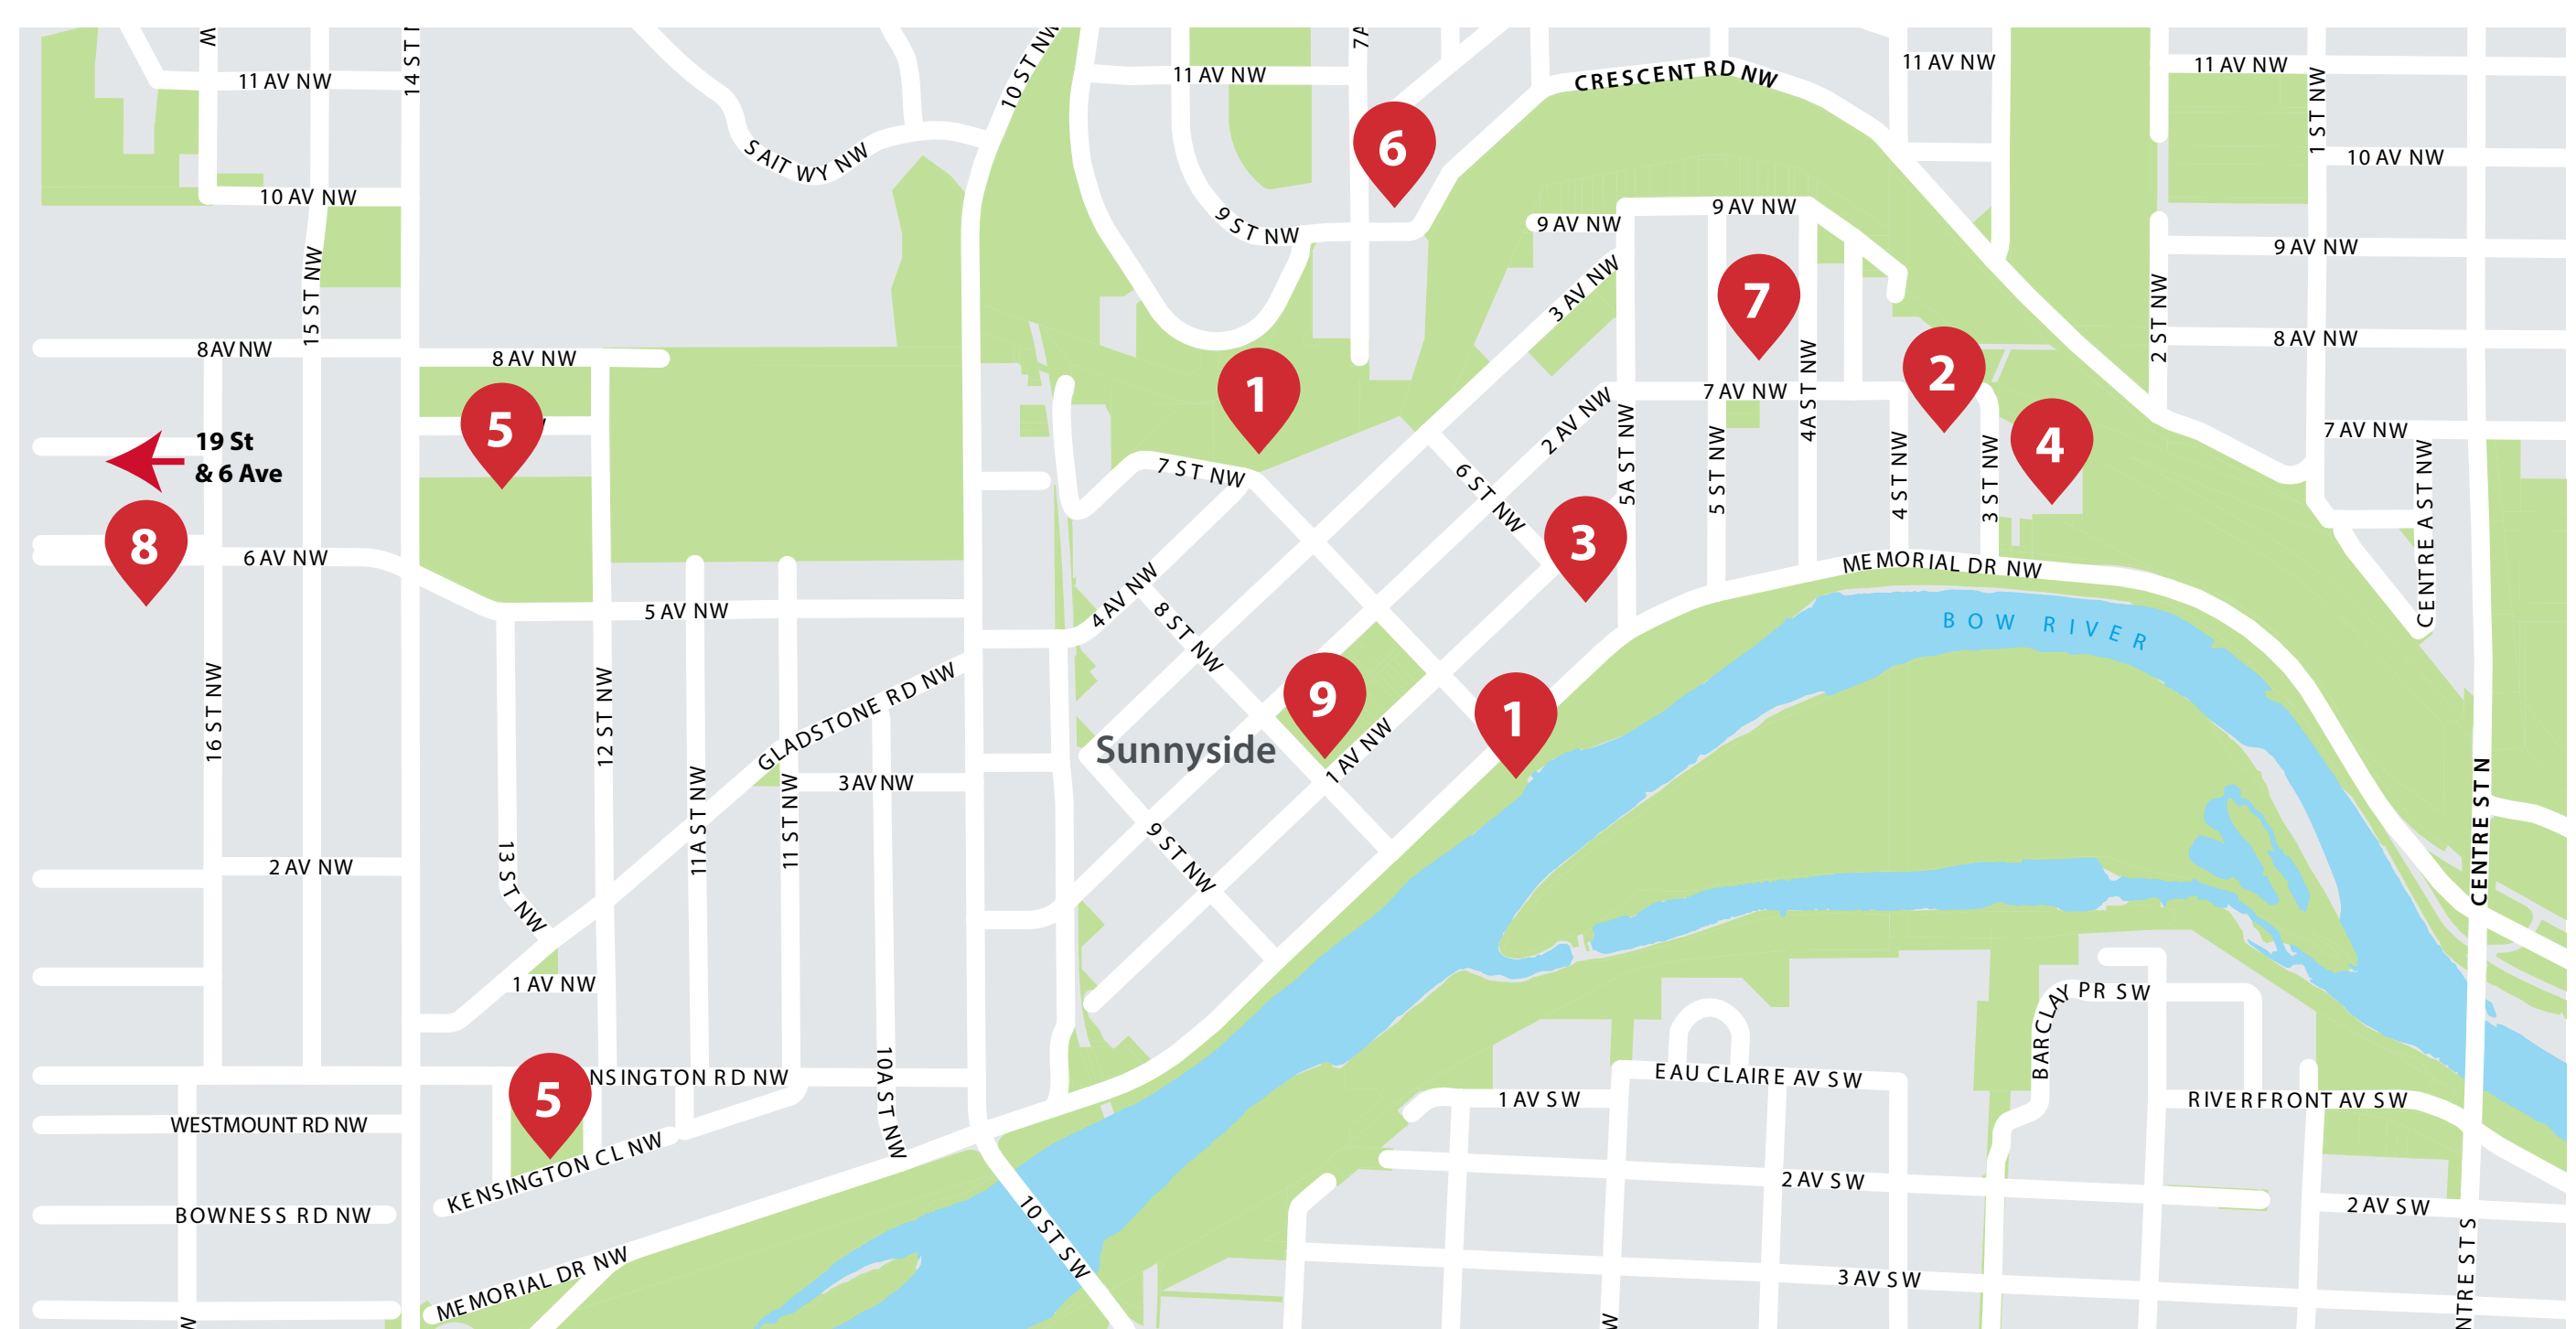 W
14 ST
10 ST NW
7A
11 AV NW
11 AV NW
CRESCENT RD NW
11 AV NW
11 AV NW
1 ST NW
SAIT WY NW
6
10 AV NW
10 AV NW
9 ST NW
9 AV NW
9 AV NW
9 AV NW
15 ST NW
3 AV NW
7
2 ST NW
8 AV NW
8 AV NW
8 AV NW
1
2
4A ST NW
7 AV NW
2 AV NW
5
4
7 AV NW
19 St
& 6 Ave
7 ST NW
6 ST NW
5A ST NW
5 ST NW
4 ST NW
3 ST NW
CENTRE A ST NW
8
3
6 AV NW
MEMORIAL DR NW
4 AV NW
5 AV NW
8 ST NW
BOW RIVER
16 ST NW
12 ST NW
GLADSTONE RD NW
9
1
Sunnyside
1 AV NW
3 AV NW
11A ST NW
11 ST NW
CENTRE ST N
13 ST NW
2 AV NW
9 ST NW
1 AV NW
BARCLAY PR SW
10A ST NW
NSINGTON RD NW
5
EAU CLAIRE AV SW
1 AV SW
RIVERFRONT AV SW
WESTMOUNT RD NW
KENSINGTON CL NW
2 AV SW
2 AV SW
BOWNESS RD NW
10 ST SW
MEMORIAL DR NW
3 AV SW
NTRE ST S
W
W